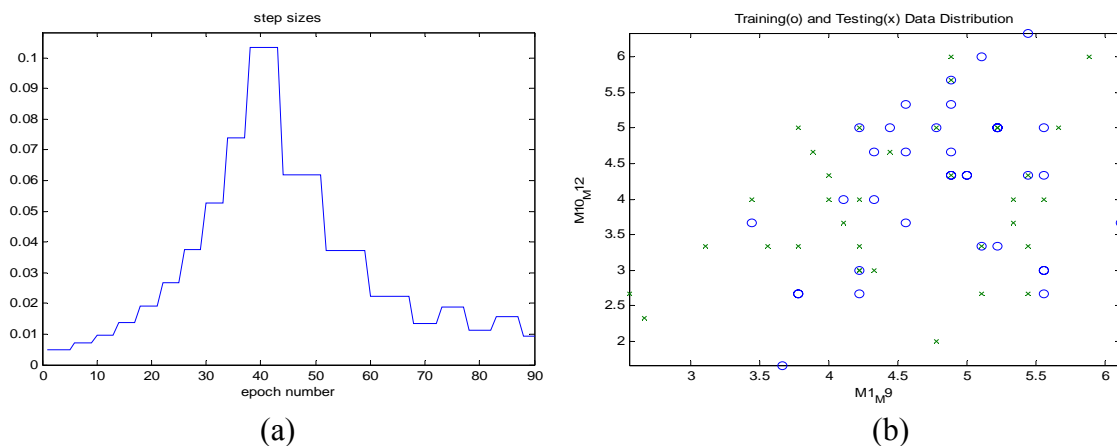 step sizes
0.1
0.09
0.08
0.07
0.06
0.05
0.04
0.03
0.02
0.01
0
0 10 20 30 40 50 60 70 80 90
epoch number
(a)
Training(o) and Testing(x) Data Distribution
6
5.5
5
4.5
4
3.5
3
2.5
2
3 3.5 4 4.5 5 5.5 6
M10_M12
M1_M9
(b)